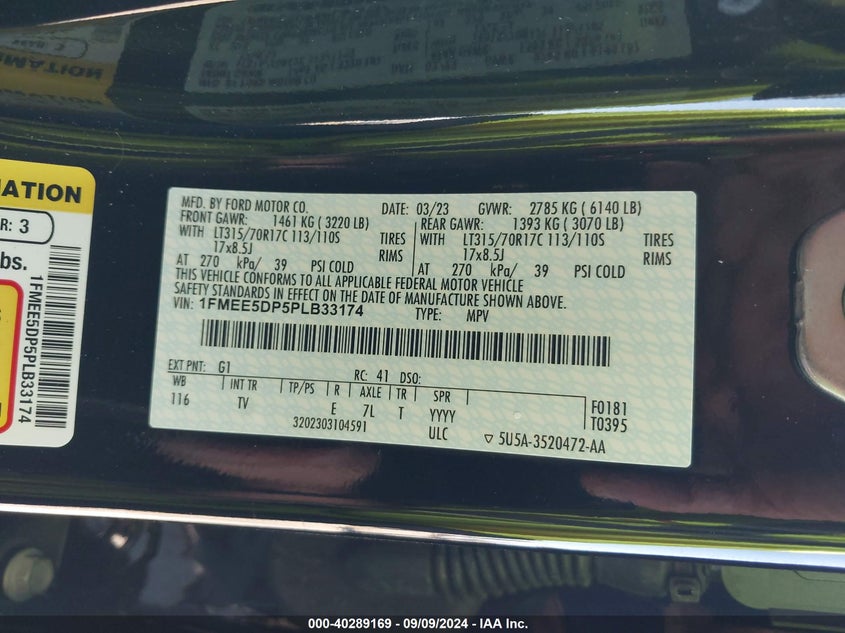 MATION
R: 3
bs.
1FMEE5DP5PLB33174
MFD. BY FORD MOTOR CO. DATE: 03/23 GVWR: 2785 KG ( 6140 LB)
FRONT GAWR: 1461 KG ( 3220 LB) REAR GAWR: 1393 KG ( 3070 LB)
WITH LT315/70R17C 113/110S TIRES WITH LT315/70R17C 113/110S TIRES
17x8.5J RIMS 17x8.5J RIMS
AT 270 kPa/ 39 PSI COLD AT 270 kPa/ 39 PSI COLD
THIS VEHICLE CONFORMS TO ALL APPLICABLE FEDERAL MOTOR VEHICLE
SAFETY STANDARDS IN EFFECT ON THE DATE OF MANUFACTURE SHOWN ABOVE.
VIN: 1FMEE5DP5PLB33174 TYPE: MPV
EXT PNT: G1 RC: 41 DSO:
WB INT TR TP/PS R AXLE TR SPR F0181
116 TV E 7L T YYYY T0395
3202303104591 ULC ▽ 5U5A-3520472-AA
000-40289169 - 09/09/2024 - IAA Inc.